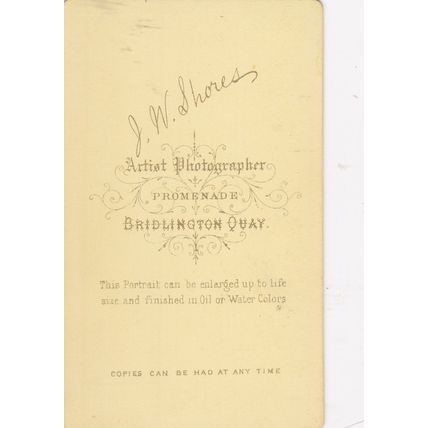 J. W. Shores
Artist Photographer
PROMENADE
BRIDLINGTON QUAY.
This Portrait can be enlarged up to life
size and finished in Oil or Water Colors
COPIES CAN BE HAD AT ANY TIME